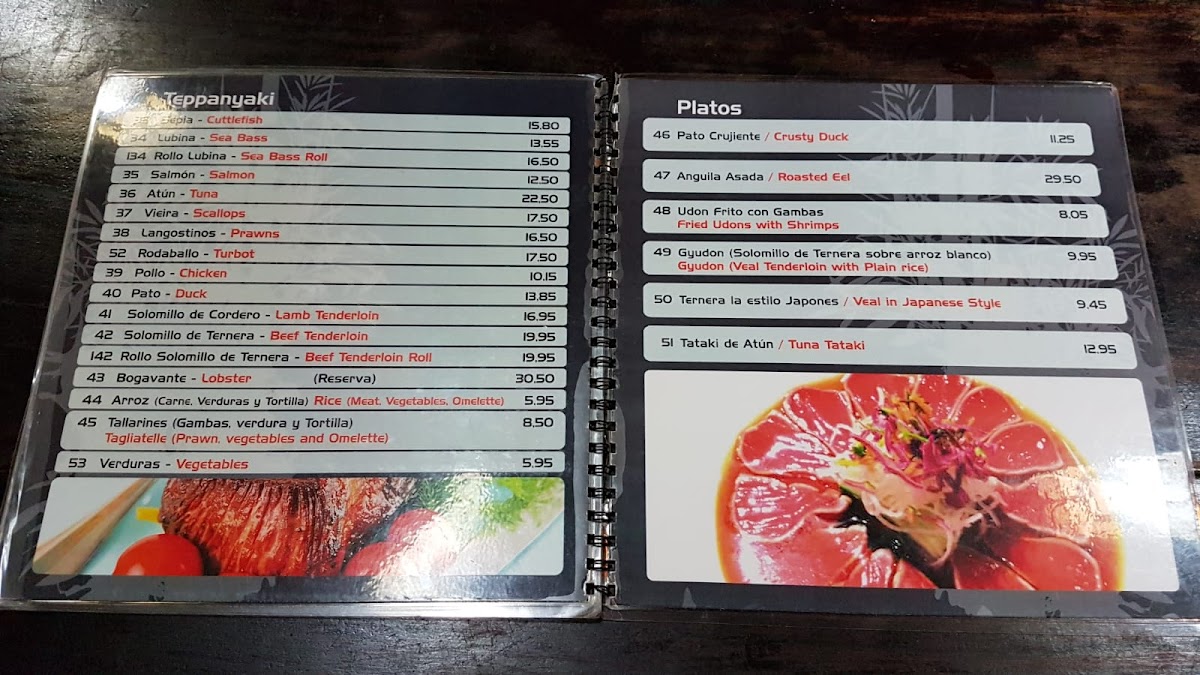 Teppanyaki
33 Sepia - Cuttlefish 15.80
34 Lubina - Sea Bass 13.55
134 Rollo Lubina - Sea Bass Roll 16.50
35 Salmón - Salmon 12.50
36 Atún - Tuna 22.50
37 Vieira - Scallops 17.50
38 Langostinos - Prawns 16.50
52 Rodaballo - Turbot 17.50
39 Pollo - Chicken 10.15
40 Pato - Duck 13.85
41 Solomillo de Cordero - Lamb Tenderloin 16.95
42 Solomillo de Ternera - Beef Tenderloin 19.95
142 Rollo Solomillo de Ternera - Beef Tenderloin Roll 19.95
43 Bogavante - Lobster (Reserva) 30.50
44 Arroz (Carne, Verduras y Tortilla) Rice (Meat, Vegetables, Omelette) 5.95
45 Tallarines (Gambas, verdura y Tortilla) 8.50
Tagliatelle (Prawn, vegetables and Omelette)
53 Verduras - Vegetables 5.95
Platos
46 Pato Crujiente / Crusty Duck 11.25
47 Anguila Asada / Roasted Eel 29.50
48 Udon Frito con Gambas 8.05
Fried Udons with Shrimps
49 Gyudon (Solomillo de Ternera sobre arroz blanco) 9.95
Gyudon (Veal Tenderloin with Plain rice)
50 Ternera la estilo Japones / Veal in Japanese Style 9.45
51 Tataki de Atún / Tuna Tataki 12.95